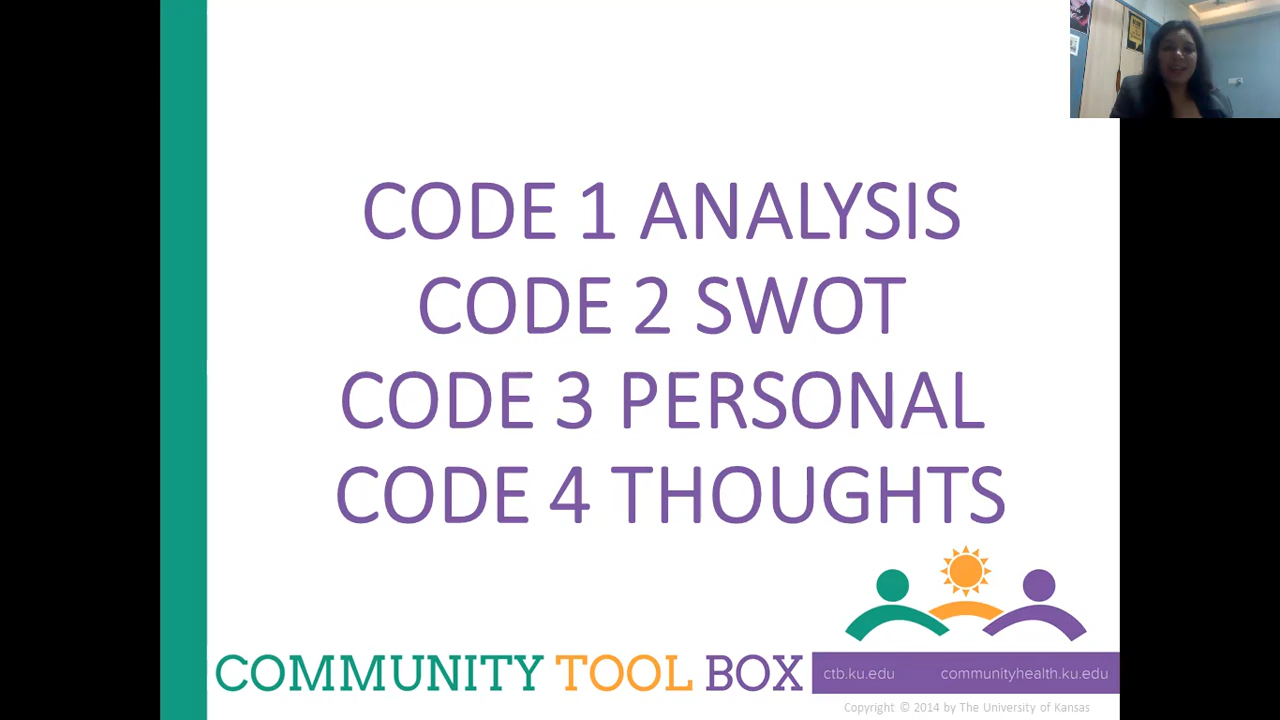 CODE 1 ANALYSIS
CODE 2 SWOT
CODE 3 PERSONAL
CODE 4 THOUGHTS
COMMUNITY TOOL BOX
ctb.ku.edu communityhealth.ku.edu
Copyright © 2014 by The University of Kansas